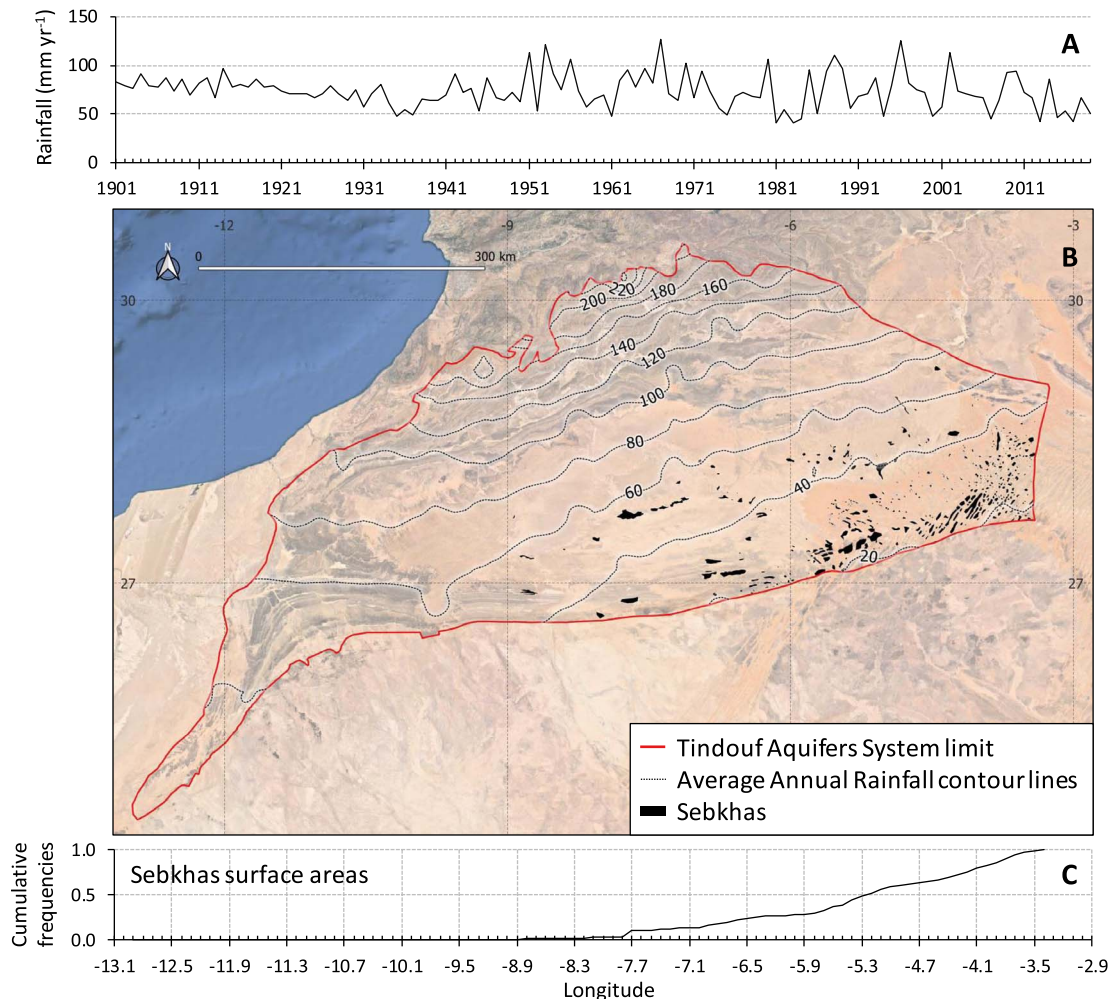 150
A
100
50
0
Rainfall (mm yr-1)
1901 1911 1921 1931 1941 1951 1961 1971 1981 1991 2001 2011
-12 -9 -6 -3
B
N
0 300 km
30 30
200 220 180 160
140
120
100
80
60
40
20
27 27
Tindouf Aquifers System limit
Average Annual Rainfall contour lines
Sebkhas
Cumulative
frequencies
1.0
0.5
0.0
Sebkhas surface areas
C
-13.1 -12.5 -11.9 -11.3 -10.7 -10.1 -9.5 -8.9 -8.3 -7.7 -7.1 -6.5 -5.9 -5.3 -4.7 -4.1 -3.5 -2.9
Longitude